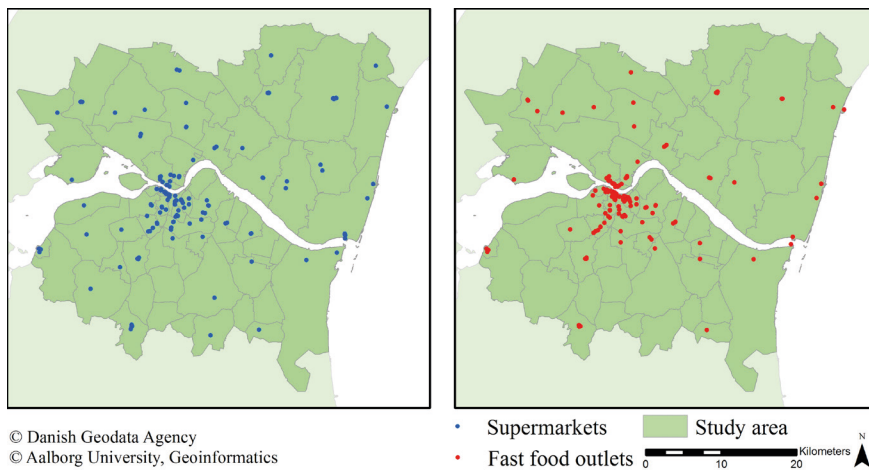 © Danish Geodata Agency
© Aalborg University, Geoinformatics
Supermarkets
Study area
Fast food outlets
Kilometers
0 10 20
N